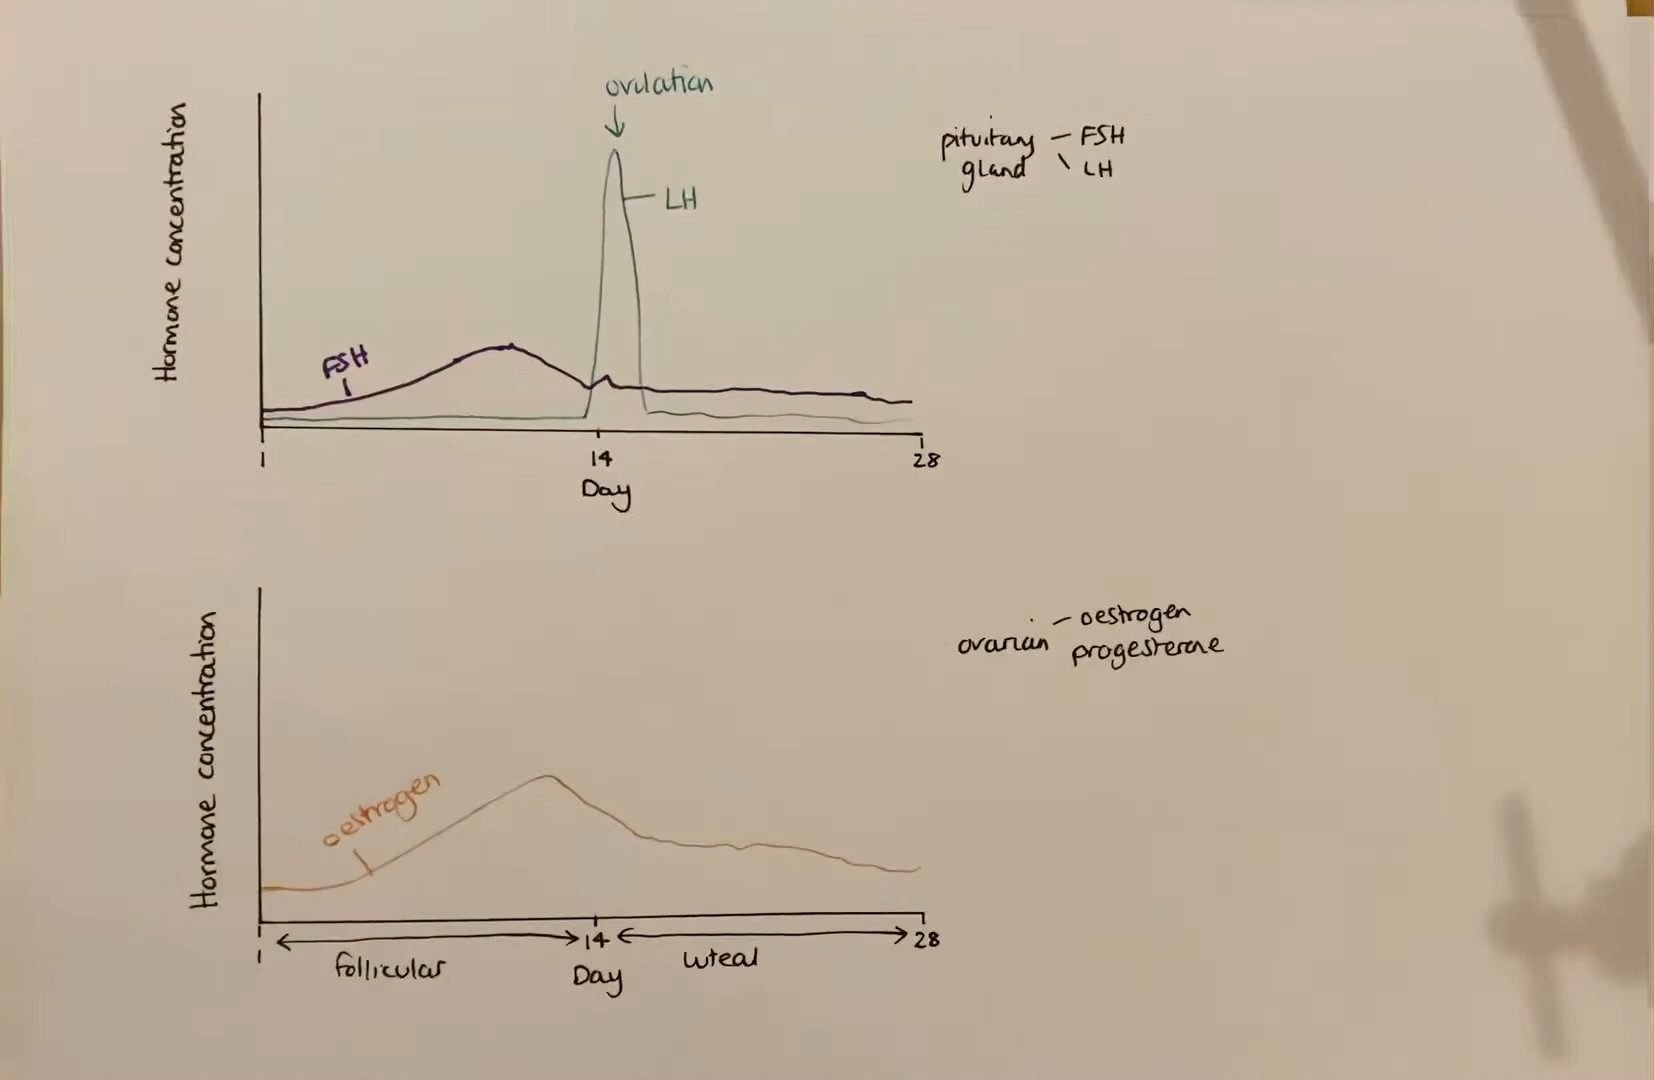 ovulation
Hormone concentration
LH
FSH
1
14
28
Day
pituitary – FSH
gland \ LH
Hormone concentration
oestrogen
1
follicular
14
luteal
28
Day
– oestrogen
ovarian progesterone